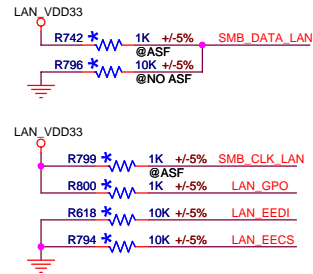 LAN_VDD33
R742 * 1K +/-5% SMB_DATA_LAN
@ASF
R796 * 10K +/-5%
@NO ASF
LAN_VDD33
R799 * 1K +/-5% SMB_CLK_LAN
@ASF
R800 * 1K +/-5% LAN_GPO
R618 * 10K +/-5% LAN_EEDI
R794 * 10K +/-5% LAN_EECS